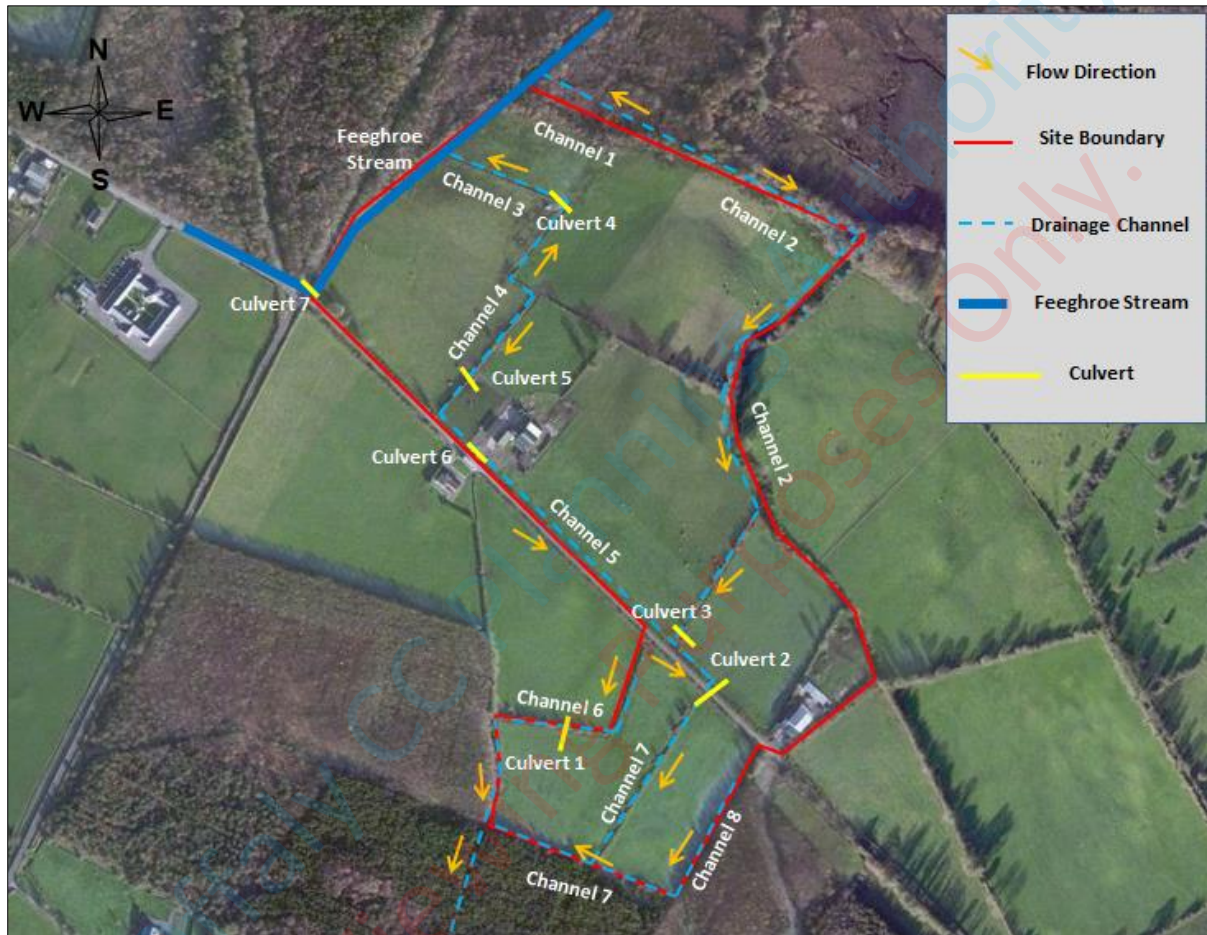 N
W
E
S
Feeghroe
Stream
Channel 1
Channel 3
Culvert 4
Channel 2
Culvert 7
Channel 4
Culvert 5
Channel 2
Culvert 6
Channel 5
Culvert 3
Culvert 2
Channel 6
Culvert 1
Channel 7
Channel 8
Channel 7
Flow Direction
Site Boundary
Drainage Channel
Feeghroe Stream
Culvert
poses Only.